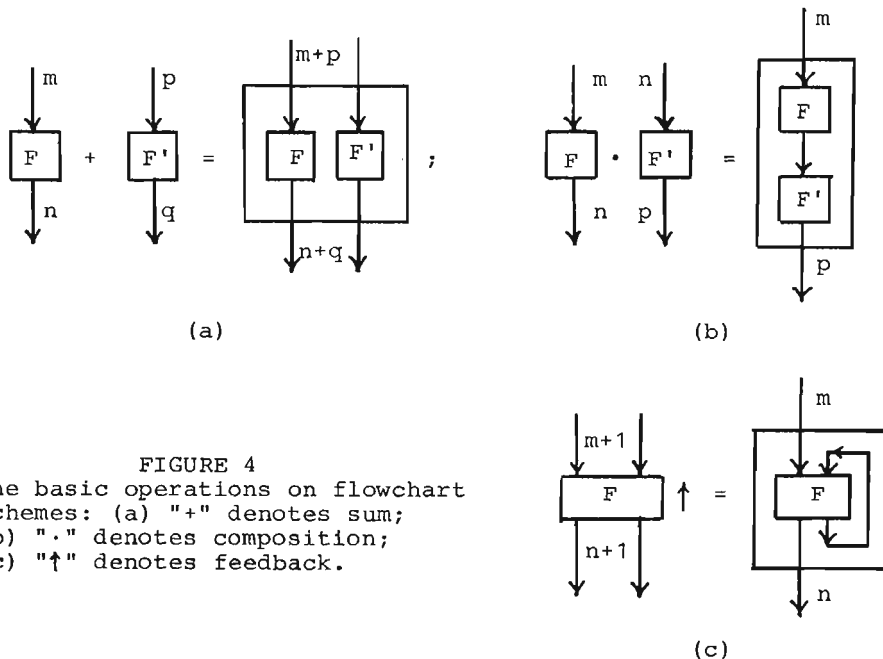 m p m+p
F + F' = F F' ;
n q n+q
(a)
m n m
F · F' = F
F'
n p p
(b)
m+1 m
F ↑ = F
n+1 n
(c)
FIGURE 4
he basic operations on flowchart
chemes: (a) "+" denotes sum;
) "·" denotes composition;
c) "↑" denotes feedback.